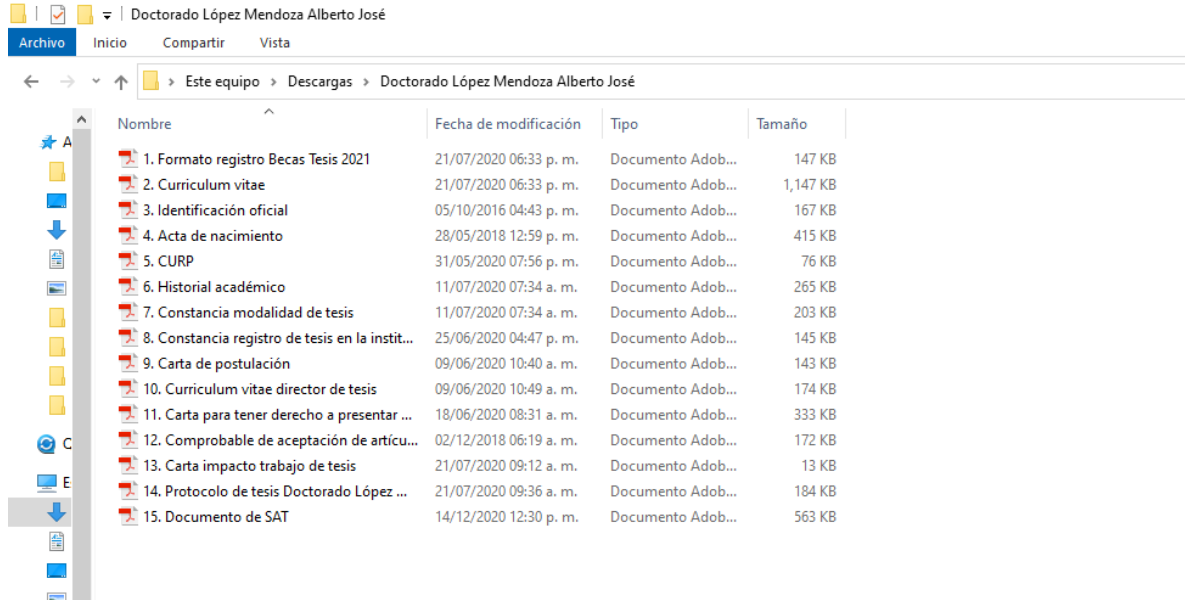 Doctorado López Mendoza Alberto José
Archivo Inicio Compartir Vista
Este equipo > Descargas > Doctorado López Mendoza Alberto José
Nombre Fecha de modificación Tipo Tamaño
1. Formato registro Becas Tesis 2021 21/07/2020 06:33 p. m. Documento Adob... 147 KB
2. Curriculum vitae 21/07/2020 06:33 p. m. Documento Adob... 1,147 KB
3. Identificación oficial 05/10/2016 04:43 p. m. Documento Adob... 167 KB
4. Acta de nacimiento 28/05/2018 12:59 p. m. Documento Adob... 415 KB
5. CURP 31/05/2020 07:56 p. m. Documento Adob... 76 KB
6. Historial académico 11/07/2020 07:34 a. m. Documento Adob... 265 KB
7. Constancia modalidad de tesis 11/07/2020 07:34 a. m. Documento Adob... 203 KB
8. Constancia registro de tesis en la instit... 25/06/2020 04:47 p. m. Documento Adob... 145 KB
9. Carta de postulación 09/06/2020 10:40 a. m. Documento Adob... 143 KB
10. Curriculum vitae director de tesis 09/06/2020 10:49 a. m. Documento Adob... 174 KB
11. Carta para tener derecho a presentar ... 18/06/2020 08:31 a. m. Documento Adob... 333 KB
12. Comprobable de aceptación de artícu... 02/12/2018 06:19 a. m. Documento Adob... 172 KB
13. Carta impacto trabajo de tesis 21/07/2020 09:12 a. m. Documento Adob... 13 KB
14. Protocolo de tesis Doctorado López ... 21/07/2020 09:36 a. m. Documento Adob... 184 KB
15. Documento de SAT 14/12/2020 12:30 p. m. Documento Adob... 563 KB